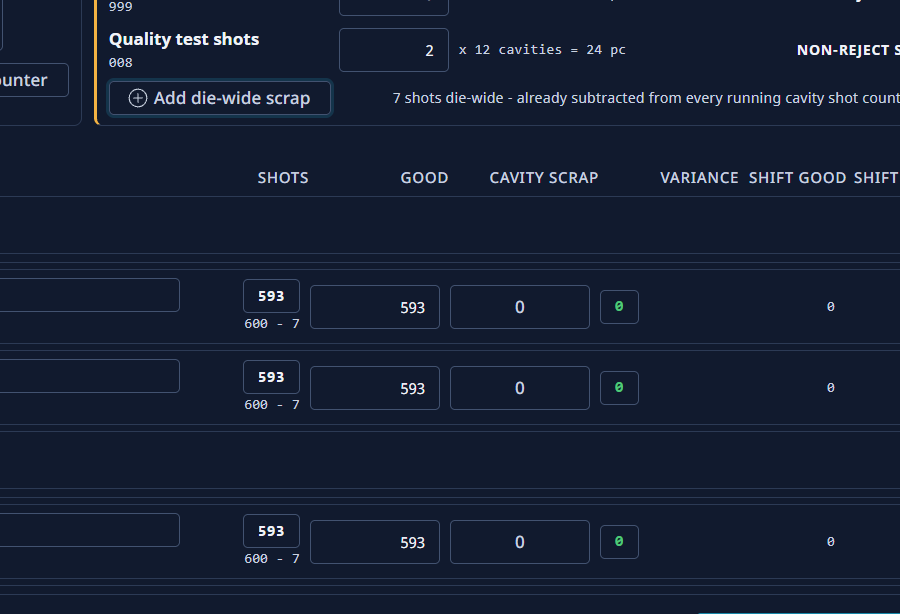 999
Quality test shots
008
2 x 12 cavities = 24 pc
NON-REJECT S
unter
Add die-wide scrap
7 shots die-wide - already subtracted from every running cavity shot count
SHOTS GOOD CAVITY SCRAP VARIANCE SHIFT GOOD SHIFT
593 593 0 0 0
600 - 7
593 593 0 0 0
600 - 7
593 593 0 0 0
600 - 7